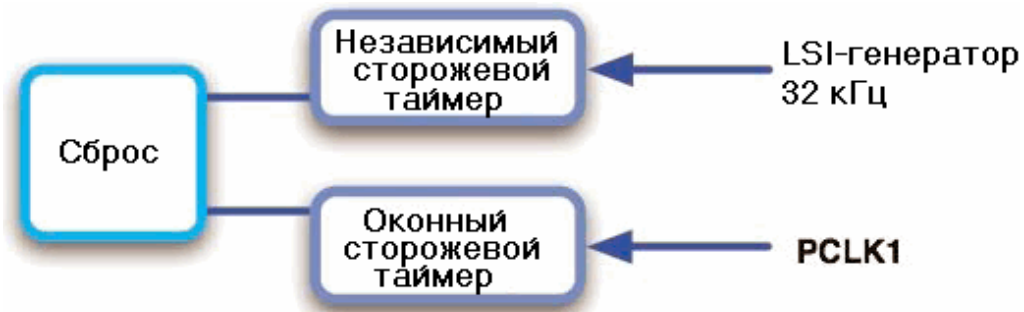 Независимый
сторожевой
таймер
LSI-генератор
32 кГц
Сброс
Оконный
сторожевой
таймер
PCLK1